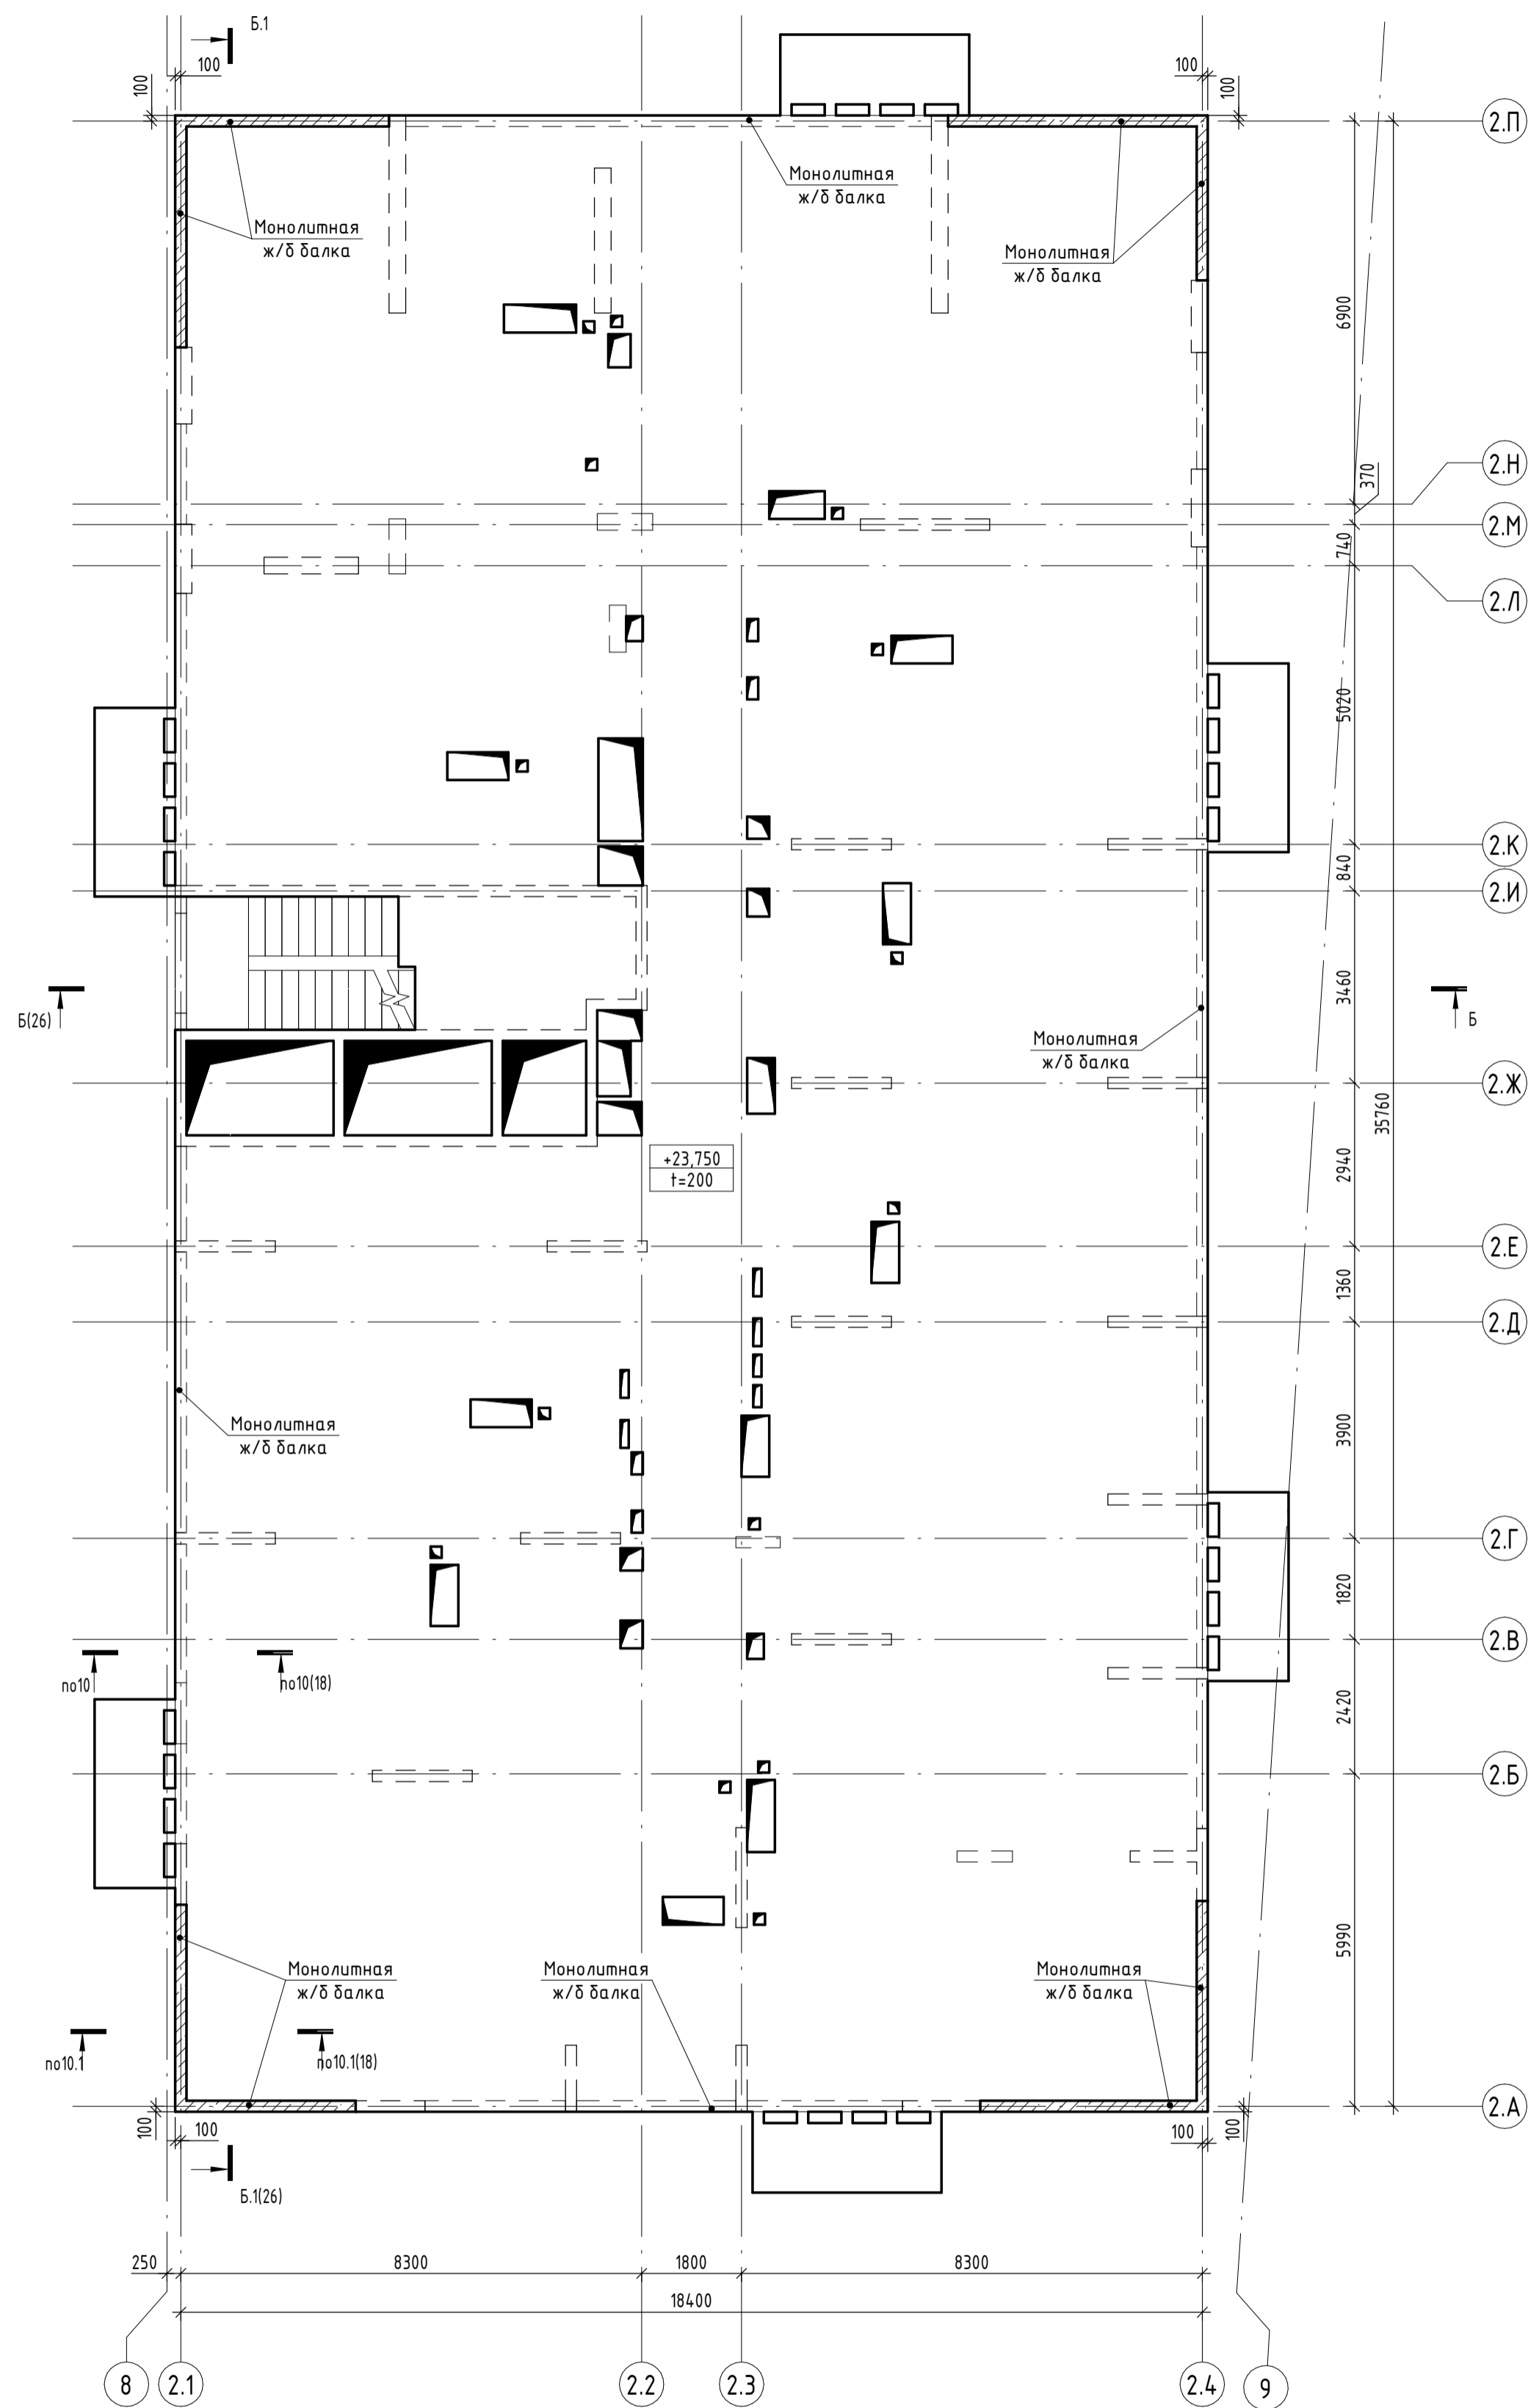 Б.1
100
100
100
100
2.П
Монолитная
ж/б балка
Монолитная
ж/б балка
Монолитная
ж/б балка
6900
2.Н
370
2.М
740
2.Л
5020
2.К
840
2.И
3460
Б(26)
Б
Монолитная
ж/б балка
2.Ж
35760
+23,750
t=200
2940
2.Е
1360
2.Д
Монолитная
ж/б балка
3900
2.Г
1820
2.В
по10
по10(18)
2420
2.Б
5990
Монолитная
ж/б балка
Монолитная
ж/б балка
Монолитная
ж/б балка
по10.1
по10.1(18)
2.А
100
100
100
100
Б.1(26)
250
8300
1800
8300
18400
8
2.1
2.2
2.3
2.4
9